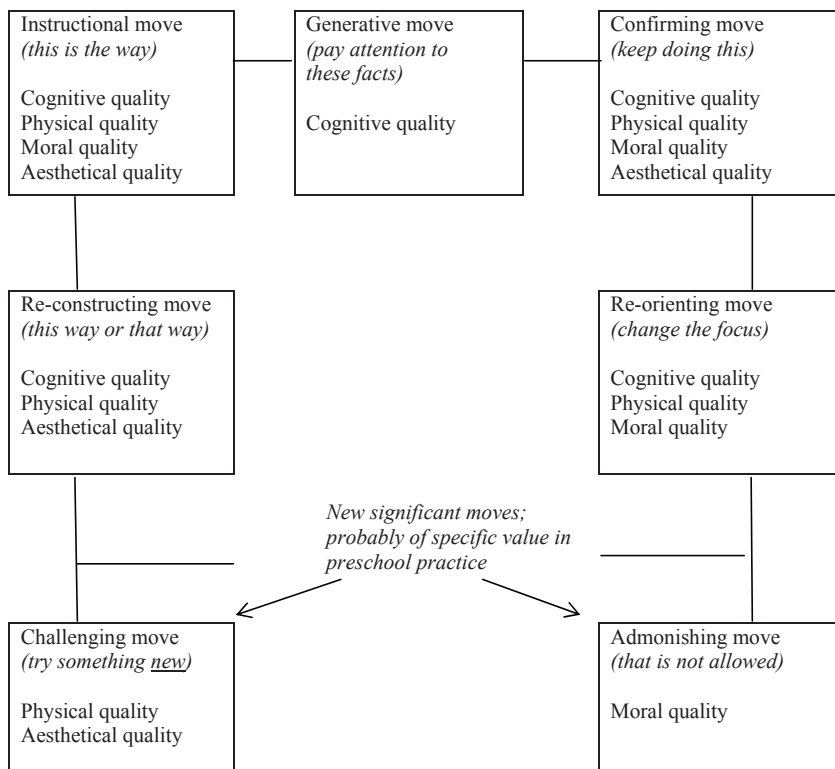 Instructional move
(this is the way)
Cognitive quality
Physical quality
Moral quality
Aesthetical quality
Generative move
(pay attention to
these facts)
Cognitive quality
Confirming move
(keep doing this)
Cognitive quality
Physical quality
Moral quality
Aesthetical quality
Re-constructing move
(this way or that way)
Cognitive quality
Physical quality
Aesthetical quality
Re-orienting move
(change the focus)
Cognitive quality
Physical quality
Moral quality
New significant moves;
probably of specific value in
preschool practice
Challenging move
(try something new)
Physical quality
Aesthetical quality
Admonishing move
(that is not allowed)
Moral quality